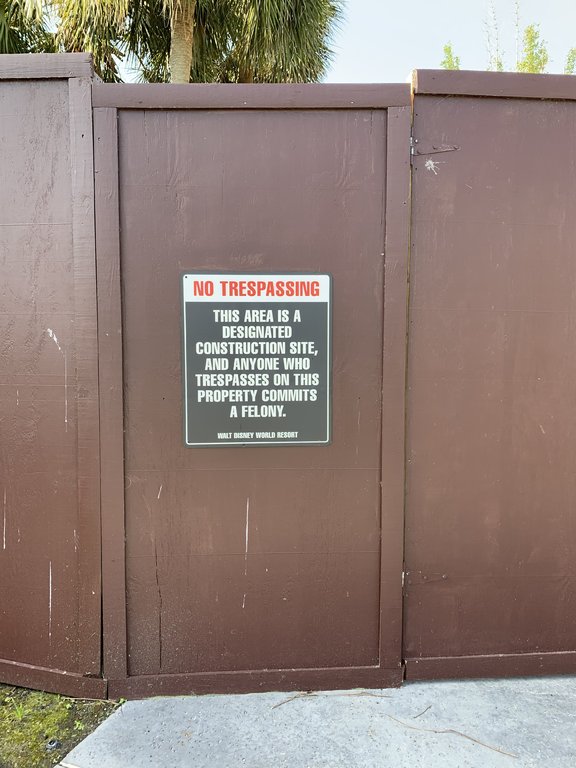 NO TRESPASSING
THIS AREA IS A
DESIGNATED
CONSTRUCTION SITE,
AND ANYONE WHO
TRESPASSES ON THIS
PROPERTY COMMITS
A FELONY.
WALT DISNEY WORLD RESORT